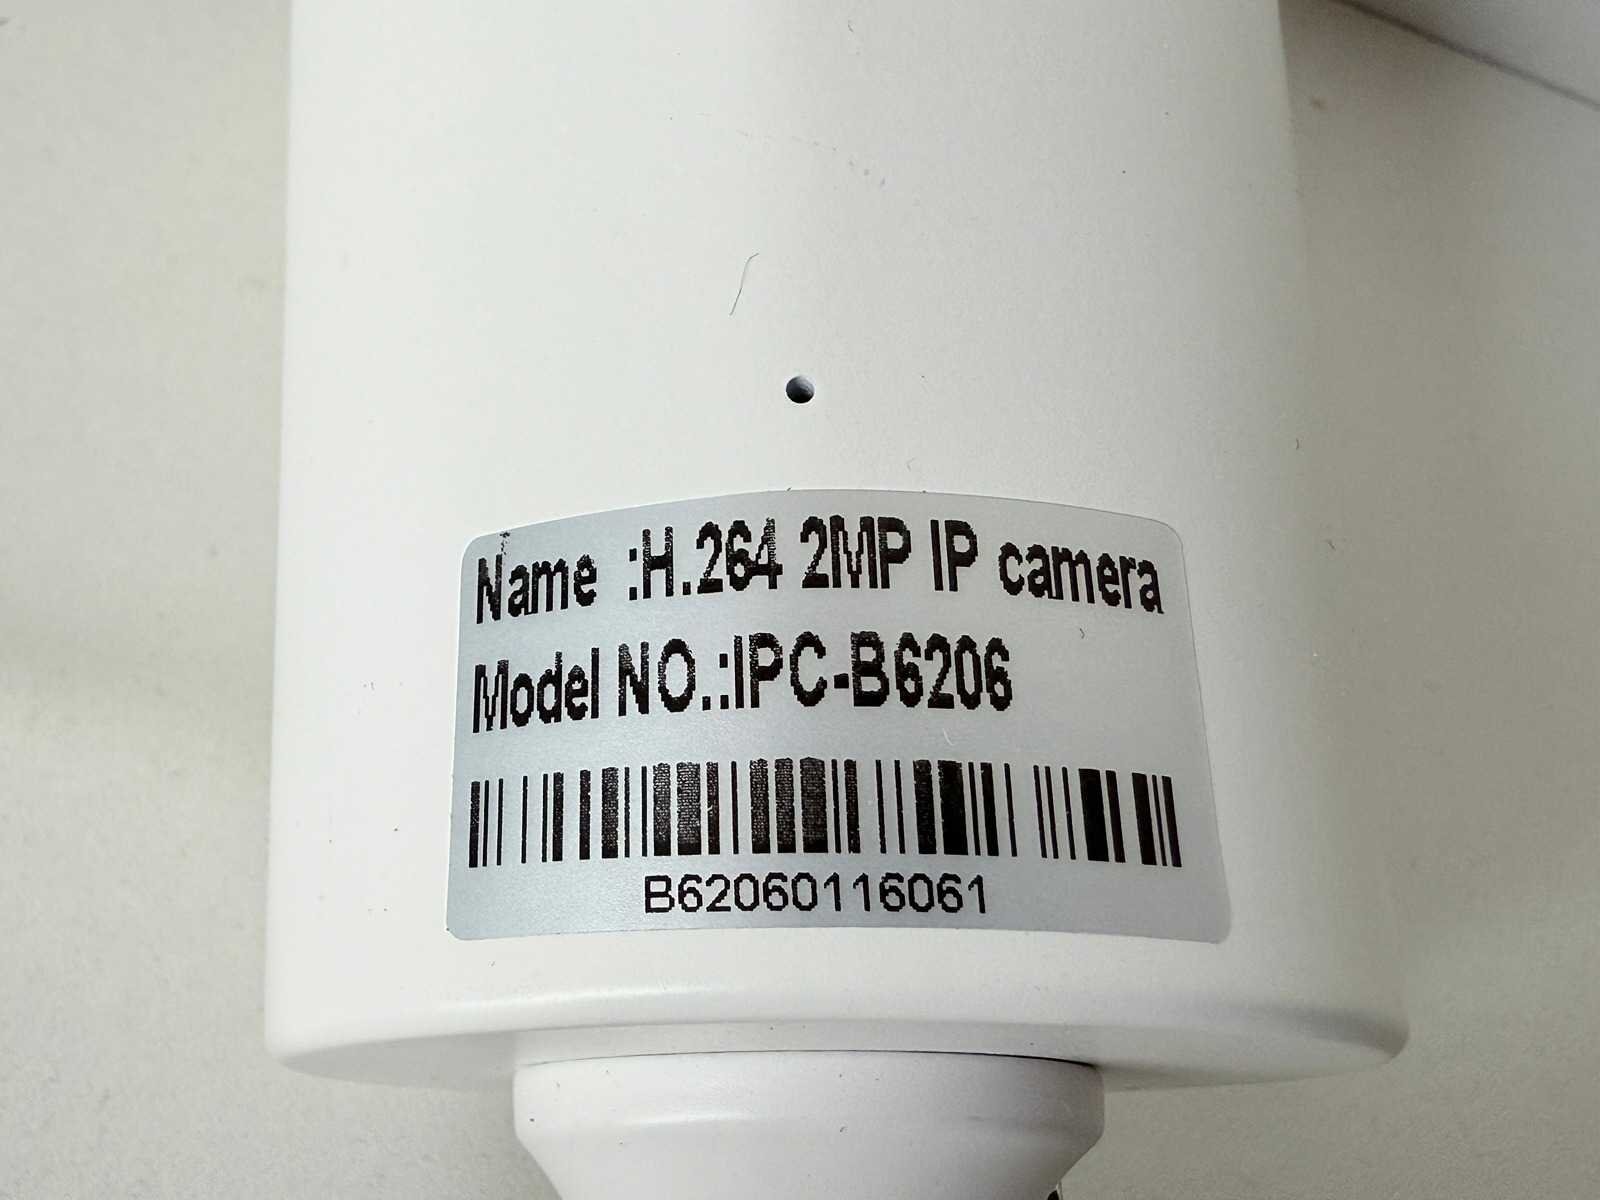 Name :H.264 2MP IP camera
Model NO.:IPC-B6206
B62060116061